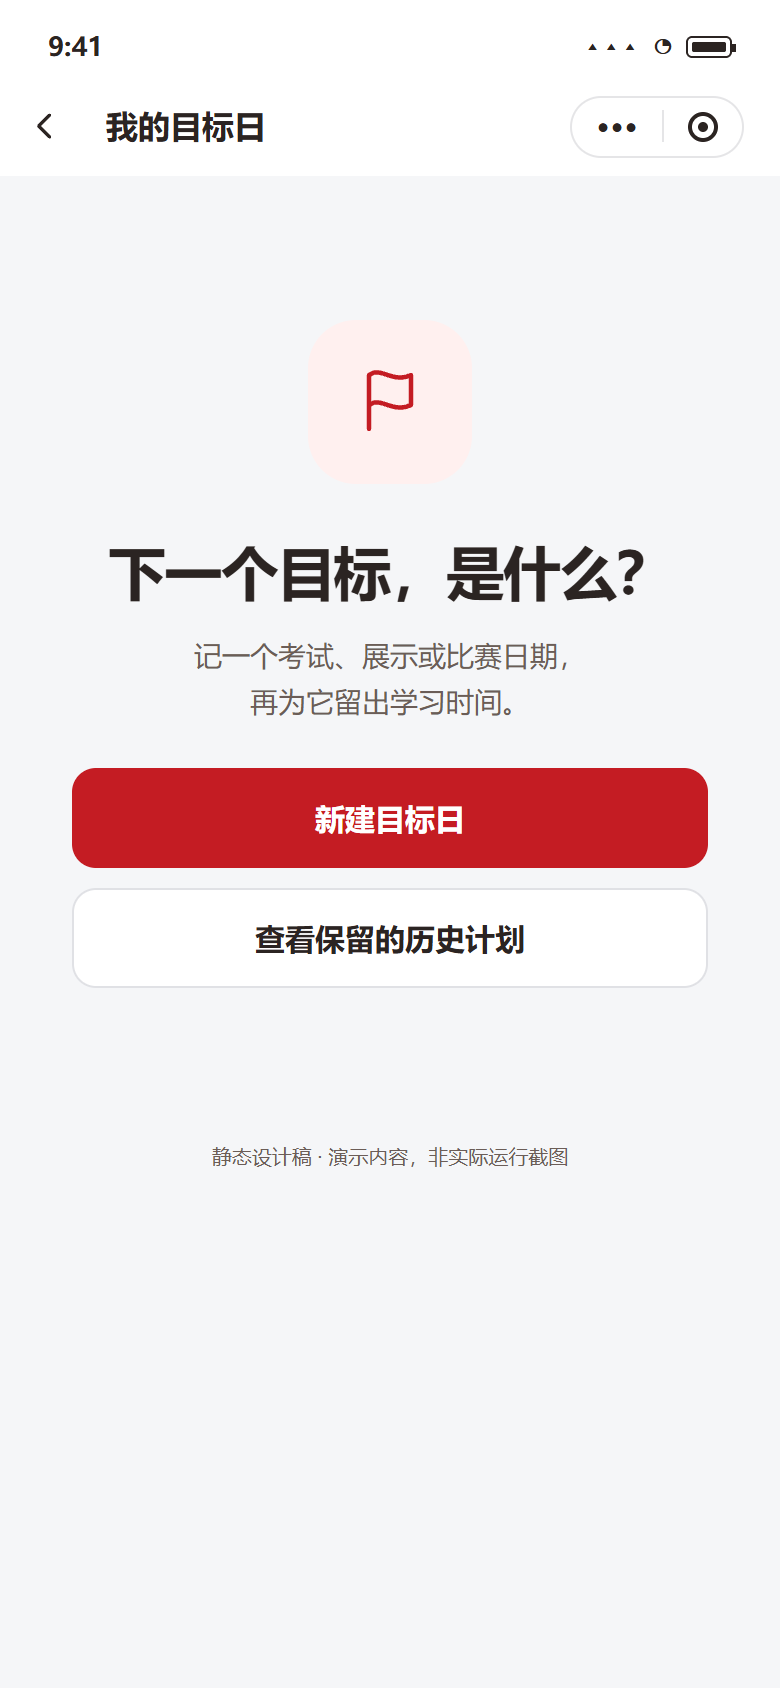 9:41
我的目标日
下一个目标，是什么？
记一个考试、展示或比赛日期，
再为它留出学习时间。
新建目标日
查看保留的历史计划
静态设计稿 · 演示内容，非实际运行截图